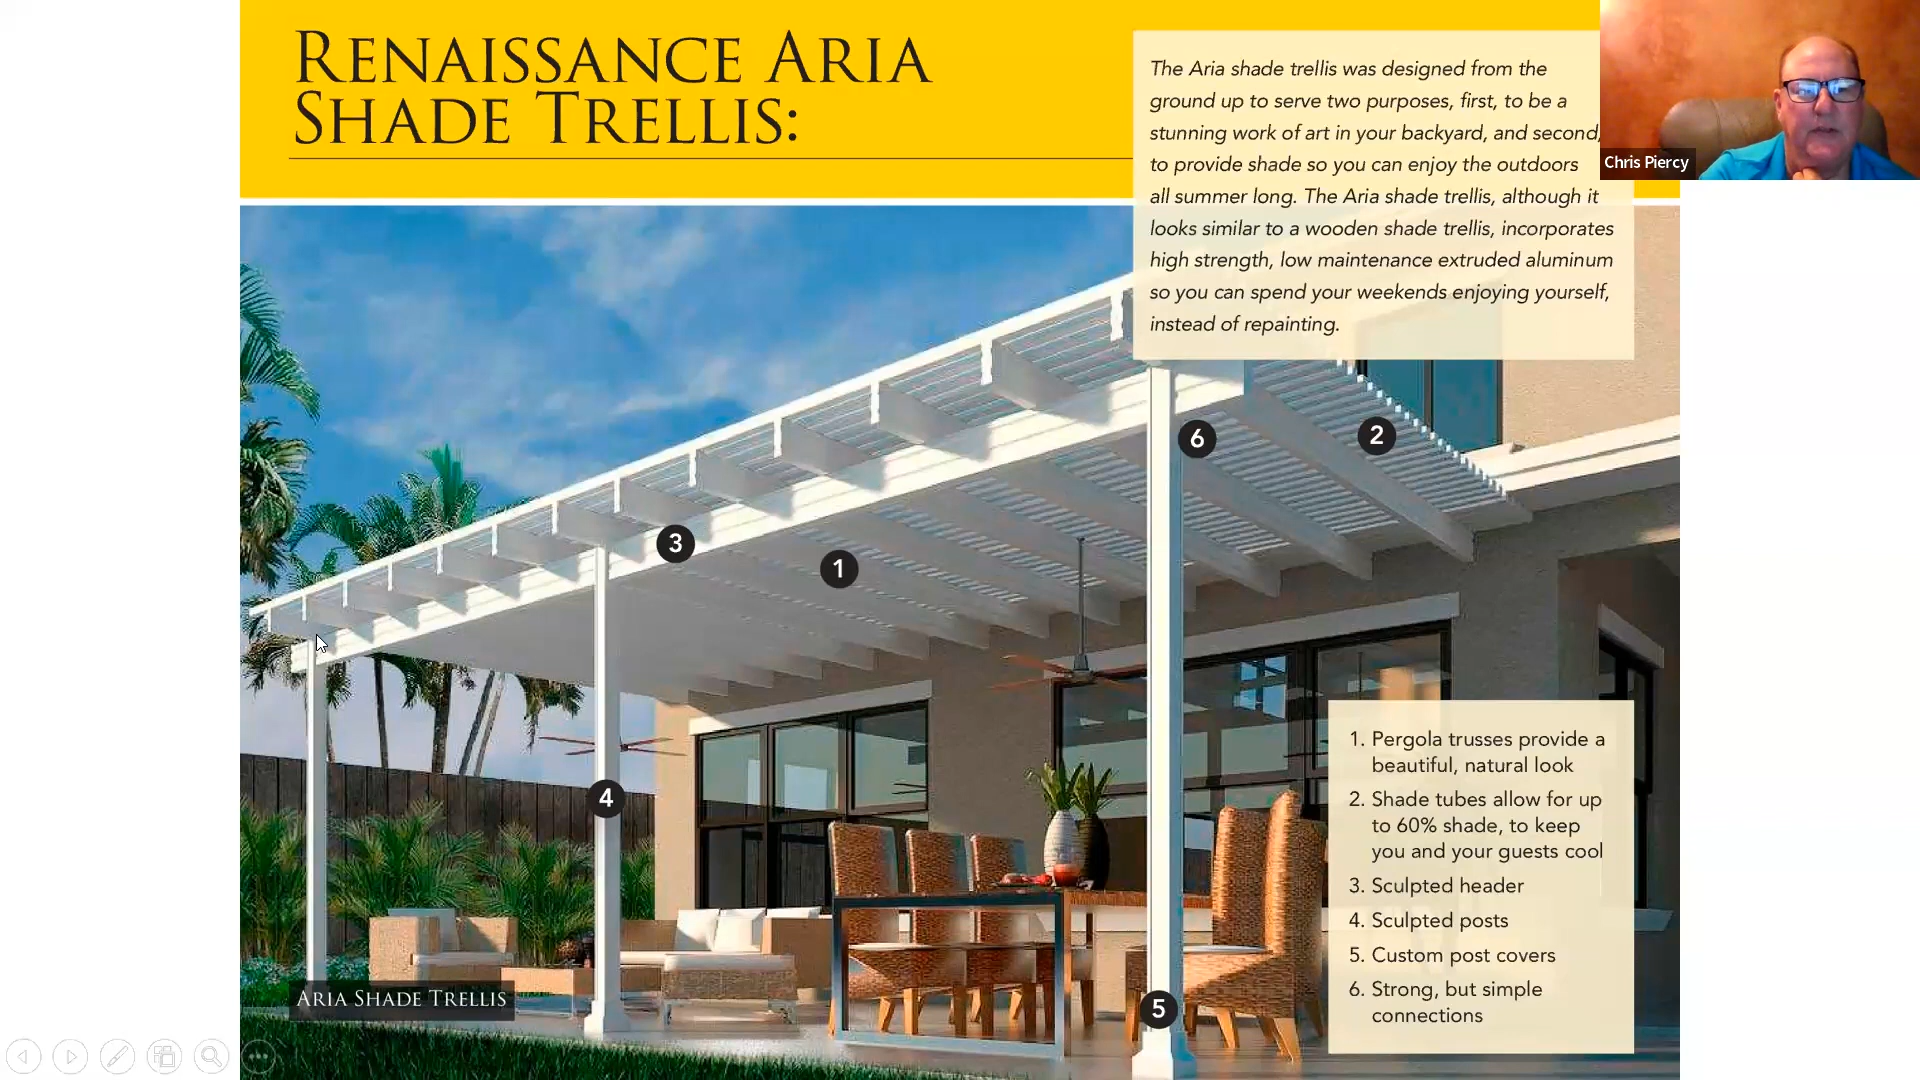 RENAISSANCE ARIA
SHADE TRELLIS:
The Aria shade trellis was designed from the
ground up to serve two purposes, first, to be a
stunning work of art in your backyard, and second,
to provide shade so you can enjoy the outdoors
all summer long. The Aria shade trellis, although it
looks similar to a wooden shade trellis, incorporates
high strength, low maintenance extruded aluminum
so you can spend your weekends enjoying yourself,
instead of repainting.
Chris Piercy
6
2
3
1
4
5
1. Pergola trusses provide a
beautiful, natural look
2. Shade tubes allow for up
to 60% shade, to keep
you and your guests cool
3. Sculpted header
4. Sculpted posts
5. Custom post covers
6. Strong, but simple
connections
ARIA SHADE TRELLIS